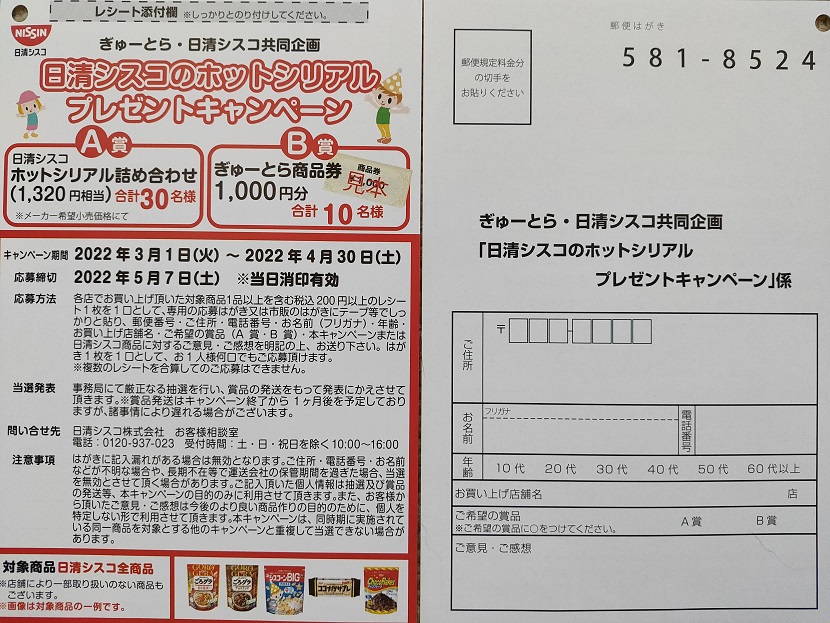 レシート添付欄 ※しっかりとのり付けしてください。
NISSIN
日清シスコ
ぎゅーとら・日清シスコ共同企画
日清シスコのホットシリアル
プレゼントキャンペーン
A賞
日清シスコ
ホットシリアル詰め合わせ
(1,320円相当) 合計30名様
※メーカー希望小売価格にて
B賞
ぎゅーとら商品券
1,000円分
合計10名様
商品券
¥1,000
見本
キャンペーン期間 2022年3月1日(火)~2022年4月30日(土)
応募締切 2022年5月7日(土) ※当日消印有効
応募方法 各店でお買い上げ頂いた対象商品1品以上を含む税込200円以上のレシー
ト1枚を1口として、専用の応募はがき又は市販のはがきにテープ等でしっ
かりと貼り、郵便番号・ご住所・電話番号・お名前(フリガナ)・年齢・
お買い上げ店舗名・ご希望の賞品(A賞・B賞)・本キャンペーンまたは
日清シスコ商品に対するご意見・ご感想を明記の上、お送り下さい。はが
き1枚を1口として、お1人様何口でもご応募頂けます。
※複数のレシートを合算してのご応募はできません。
当選発表 事務局にて厳正なる抽選を行い、賞品の発送をもって発表にかえさせて
頂きます。※賞品発送はキャンペーン終了から1ヶ月後を予定しており
ますが、諸事情により遅れる場合がございます。
問い合せ先 日清シスコ株式会社 お客様相談室
電話:0120-937-023 受付時間:土・日・祝日を除く10:00~16:00
注意事項 はがきに記入漏れがある場合は無効となります。ご住所・電話番号・お名前
などが不明な場合や、長期不在等で運送会社の保管期間を過ぎた場合、当選
を無効とさせて頂く場合があります。ご記入頂いた個人情報は抽選及び賞品
の発送等、本キャンペーンの目的のみに利用させて頂きます。また、お客様から
頂いたご意見・ご感想は今後のより良い商品作りの目的のために、個人を
特定しない形で利用させて頂きます。本キャンペーンは、同時期に実施されて
いる同一商品を対象とする他のキャンペーンと重複して当選できない場合が
あります。
対象商品 日清シスコ全商品
※店舗により一部取り扱いのない商品も
ございます。
※画像は対象商品の一例です。
ごろグラ
ごろグラ
シスコーンBIG
ココナッツサブレ
ChocoFlakes
郵便はがき
郵便規定料金分
の切手を
お貼りください
581-8524
ぎゅーとら・日清シスコ共同企画
「日清シスコのホットシリアル
プレゼントキャンペーン」係
ご住所
〒
お名前
フリガナ
電話番号
年齢 10代 20代 30代 40代 50代 60代以上
お買い上げ店舗名 店
ご希望の賞品
※ご希望の賞品に○をつけてください。
A賞 B賞
ご意見・ご感想